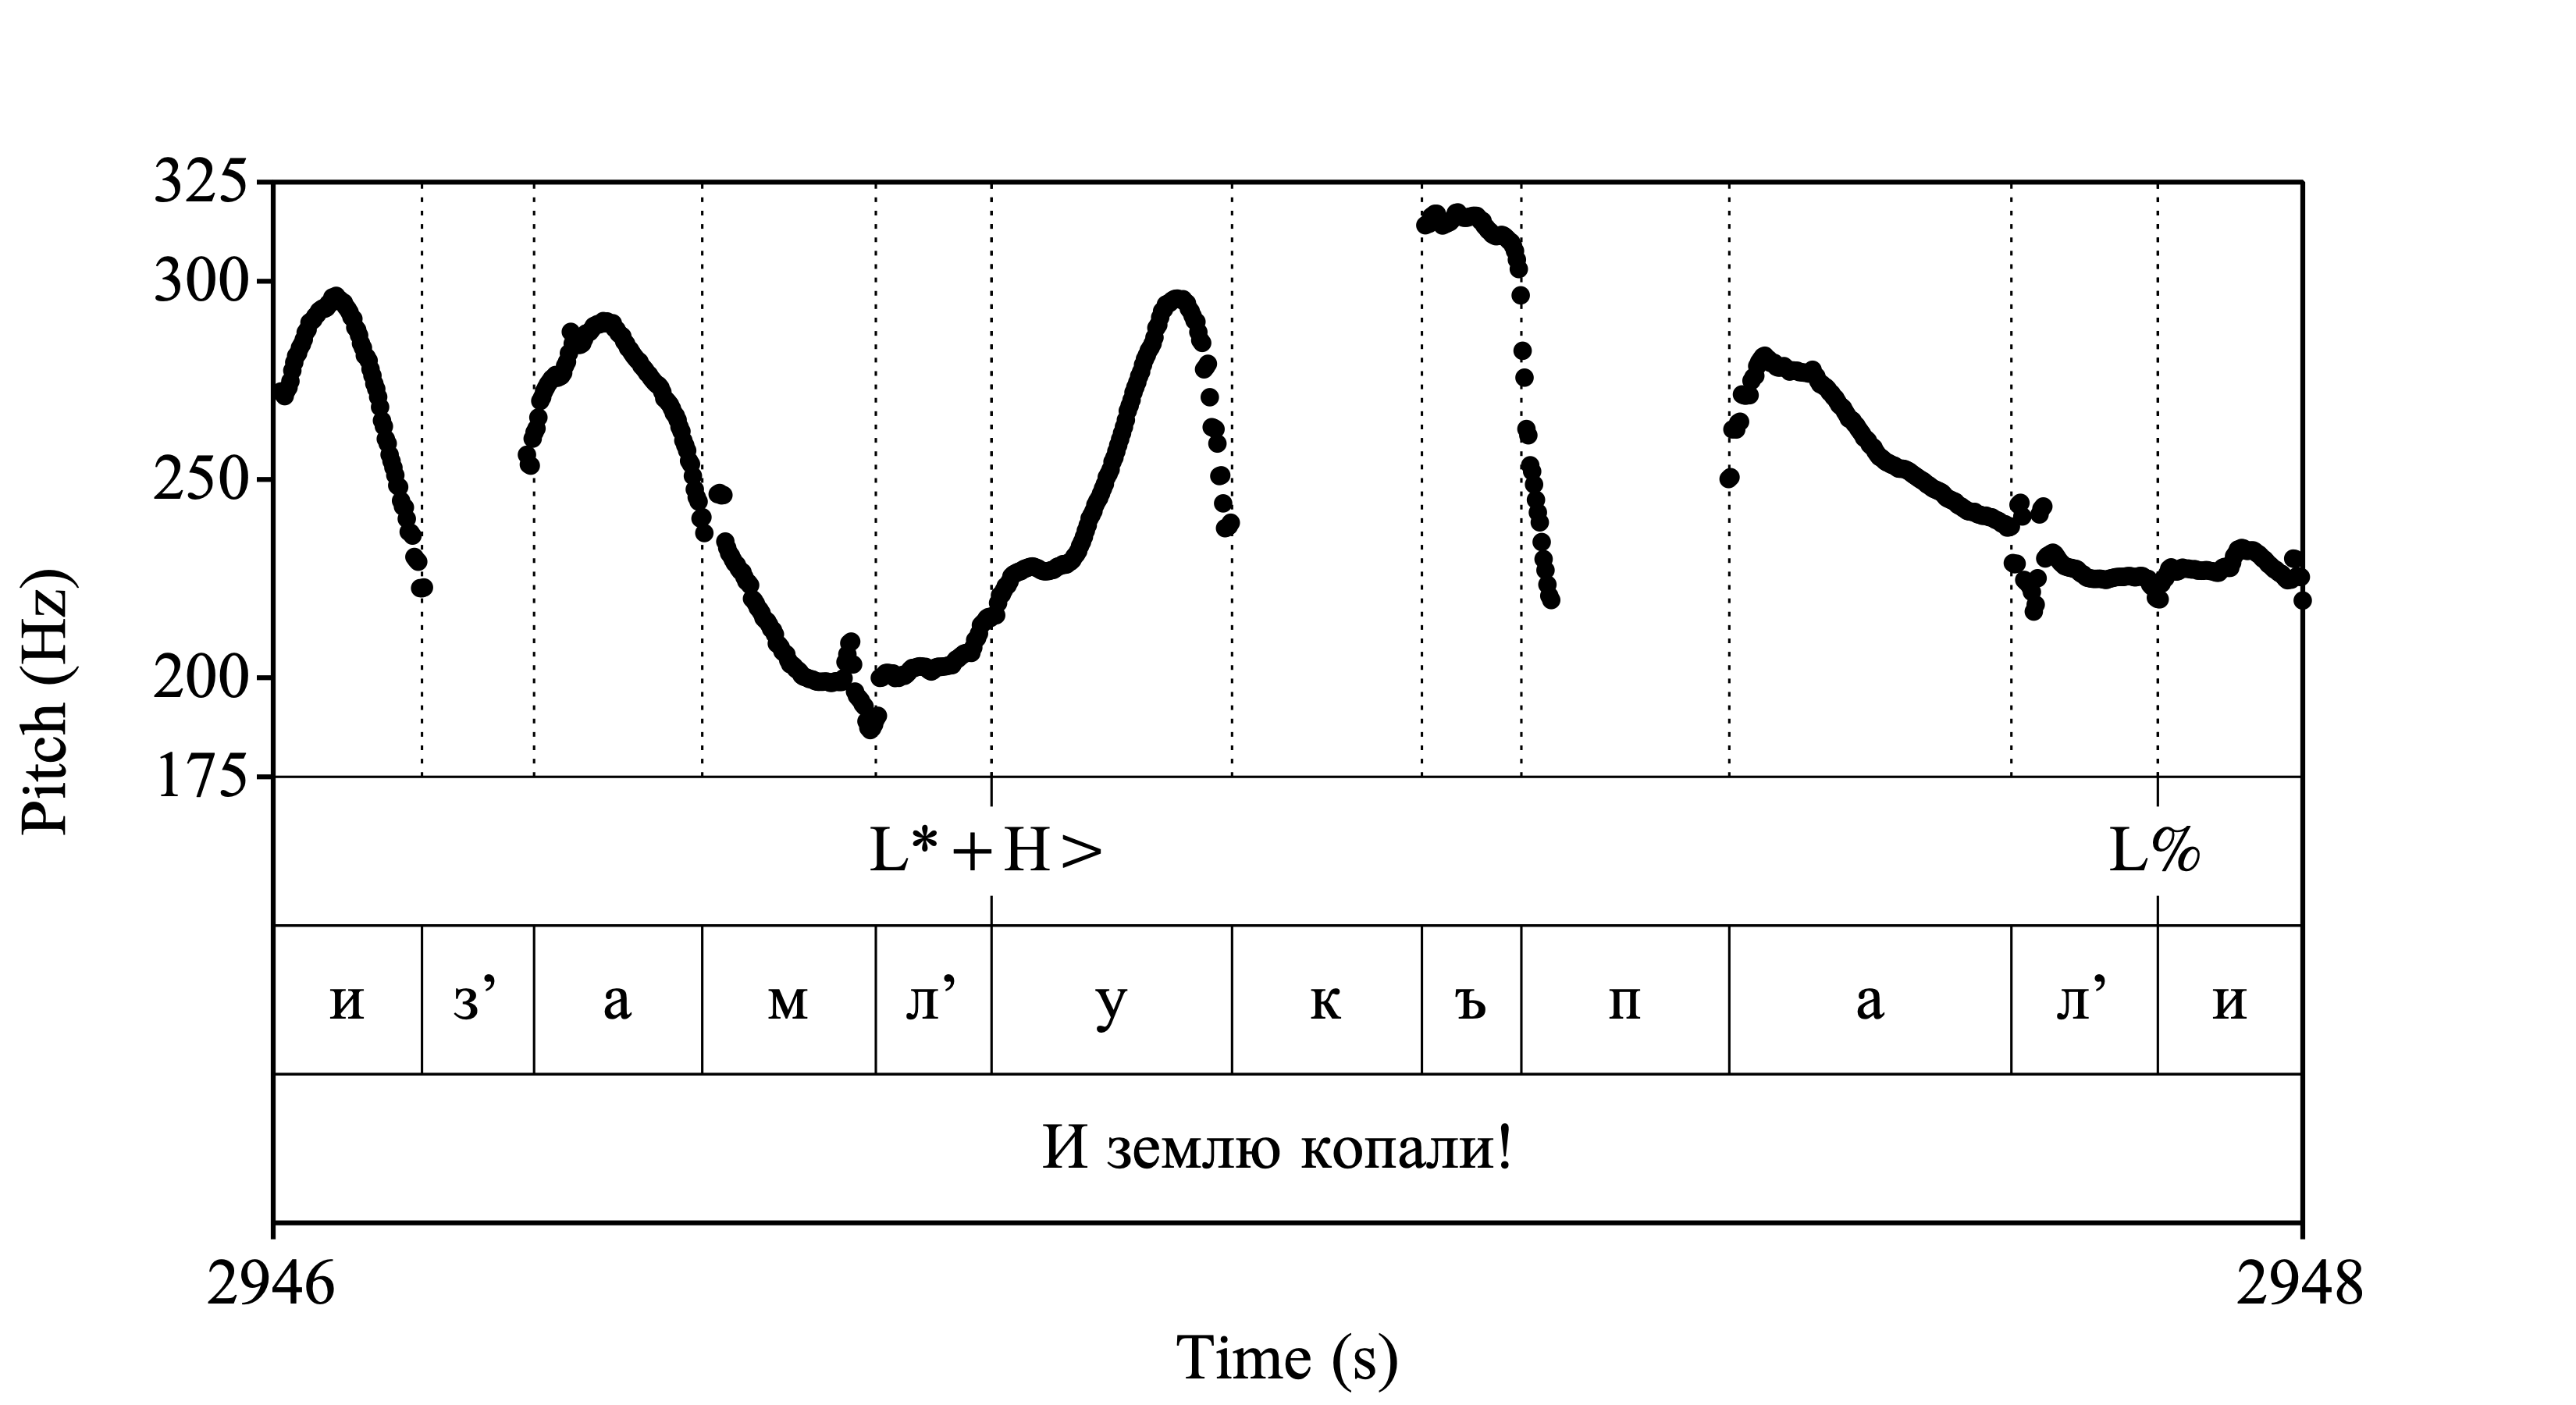 325
300
250
200
175
Pitch (Hz)
L*+H> L%
и з’ а м л’ у к ъ п а л’ и
И землю копали!
2946 2948
Time (s)